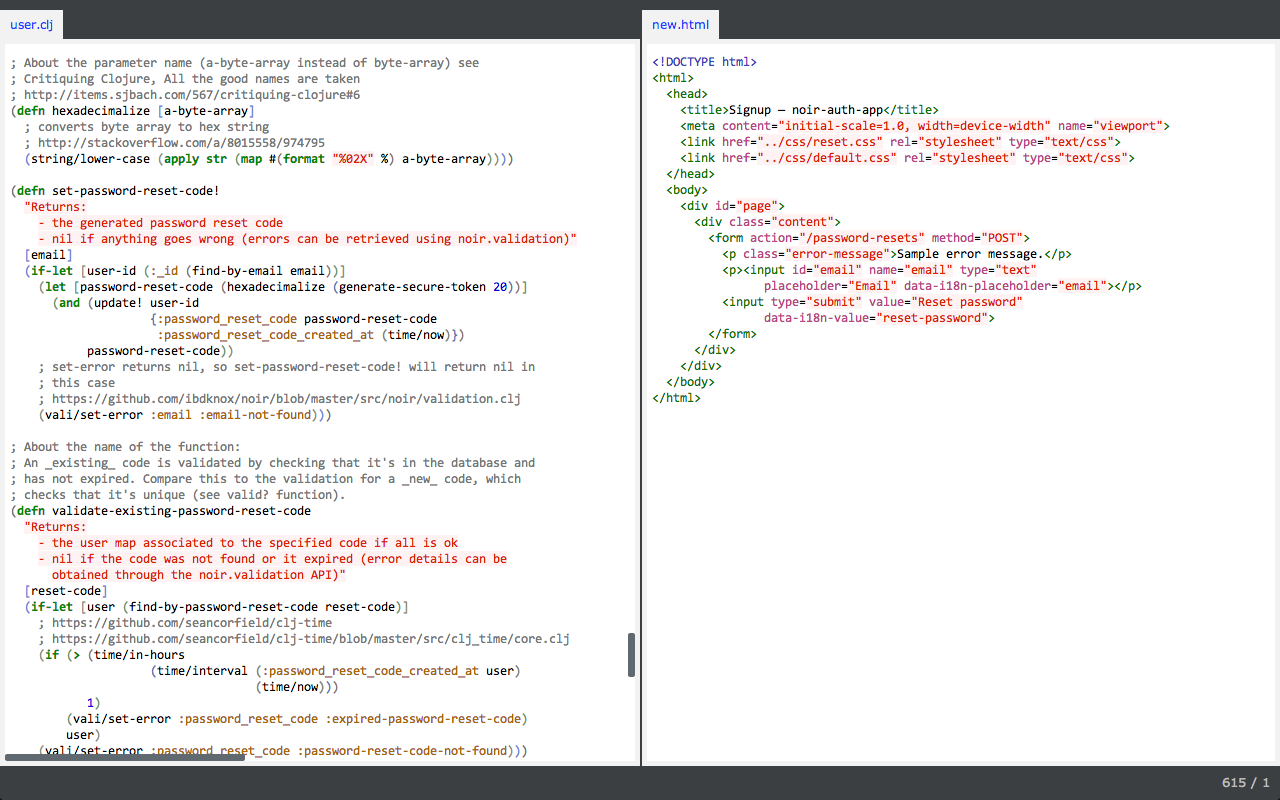 user.clj
; About the parameter name (a-byte-array instead of byte-array) see
; Critiquing Clojure, All the good names are taken
; http://items.sjbach.com/567/critiquing-clojure#6
(defn hexadecimalize [a-byte-array]
  ; converts byte array to hex string
  ; http://stackoverflow.com/a/8015558/974795
  (string/lower-case (apply str (map #(format "%02X" %) a-byte-array))))
(defn set-password-reset-code!
  "Returns:
    - the generated password reset code
    - nil if anything goes wrong (errors can be retrieved using noir.validation)"
  [email]
  (if-let [user-id (:_id (find-by-email email))]
    (let [password-reset-code (hexadecimalize (generate-secure-token 20))]
      (and (update! user-id
                    {:password_reset_code password-reset-code
                     :password_reset_code_created_at (time/now)})
           password-reset-code))
    ; set-error returns nil, so set-password-reset-code! will return nil in
    ; this case
    ; https://github.com/ibdknox/noir/blob/master/src/noir/validation.clj
    (vali/set-error :email :email-not-found)))
; About the name of the function:
; An _existing_ code is validated by checking that it's in the database and
; has not expired. Compare this to the validation for a _new_ code, which
; checks that it's unique (see valid? function).
(defn validate-existing-password-reset-code
  "Returns:
    - the user map associated to the specified code if all is ok
    - nil if the code was not found or it expired (error details can be
      obtained through the noir.validation API)"
  [reset-code]
  (if-let [user (find-by-password-reset-code reset-code)]
    ; https://github.com/seancorfield/clj-time
    ; https://github.com/seancorfield/clj-time/blob/master/src/clj_time/core.clj
    (if (> (time/in-hours
                    (time/interval (:password_reset_code_created_at user)
                                   (time/now)))
           1)
        (vali/set-error :password_reset_code :expired-password-reset-code)
        user)
    (vali/set-error :password_reset_code :password-reset-code-not-found)))
new.html
<!DOCTYPE html>
<html>
  <head>
    <title>Signup — noir-auth-app</title>
    <meta content="initial-scale=1.0, width=device-width" name="viewport">
    <link href="../css/reset.css" rel="stylesheet" type="text/css">
    <link href="../css/default.css" rel="stylesheet" type="text/css">
  </head>
  <body>
    <div id="page">
      <div class="content">
        <form action="/password-resets" method="POST">
          <p class="error-message">Sample error message.</p>
          <p><input id="email" name="email" type="text"
                placeholder="Email" data-i18n-placeholder="email"></p>
          <input type="submit" value="Reset password"
                data-i18n-value="reset-password">
        </form>
      </div>
    </div>
  </body>
</html>
615 / 1